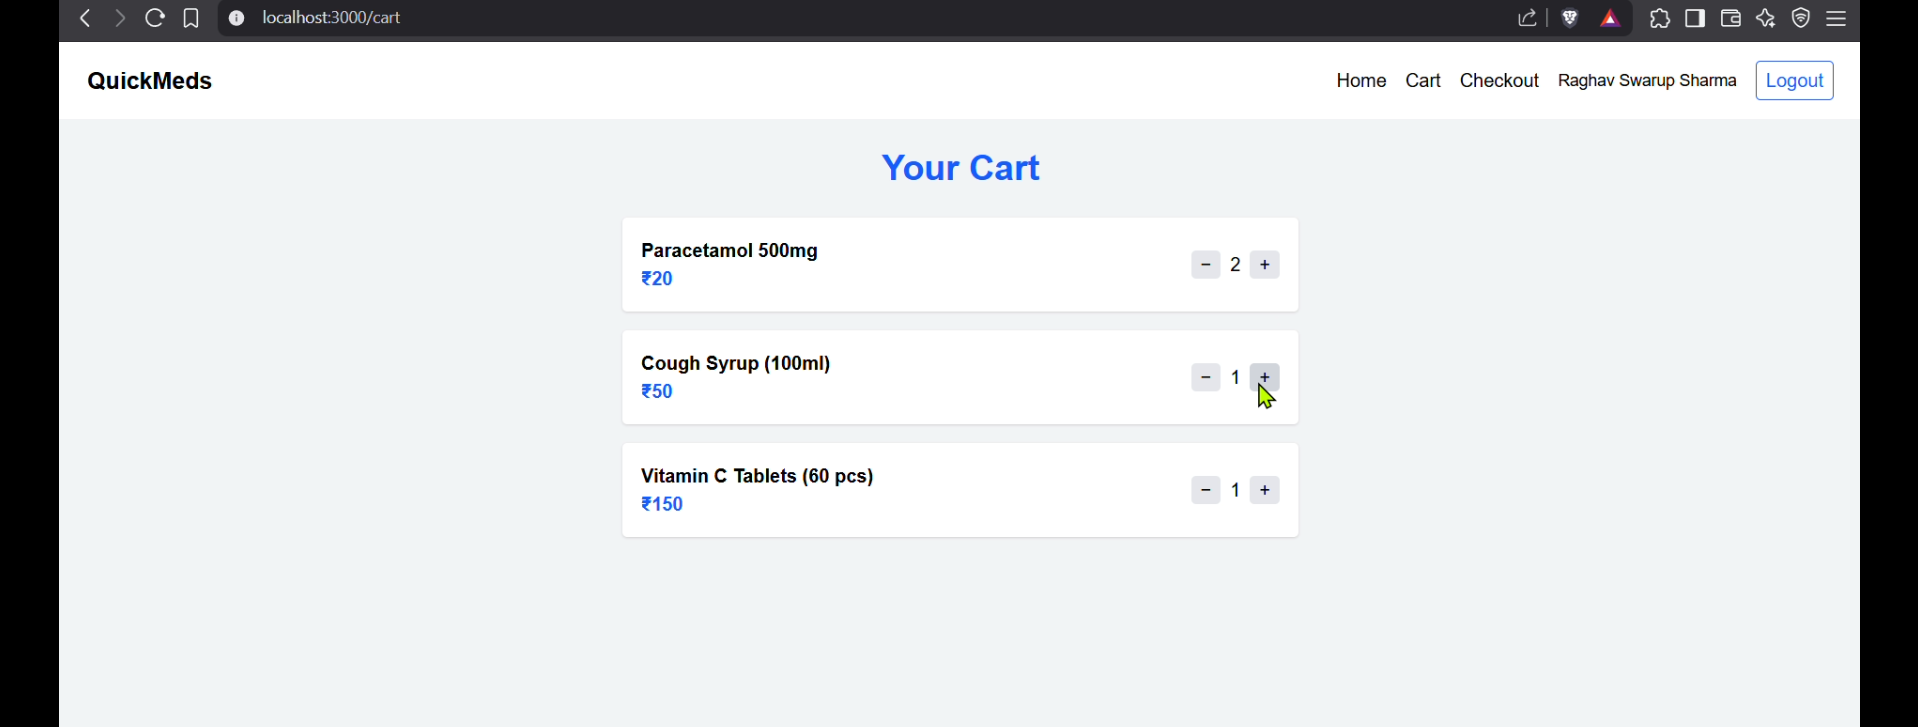 localhost:3000/cart
QuickMeds
Home Cart Checkout Raghav Swarup Sharma Logout
Your Cart
Paracetamol 500mg
₹20
− 2 +
Cough Syrup (100ml)
₹50
− 1 +
Vitamin C Tablets (60 pcs)
₹150
− 1 +